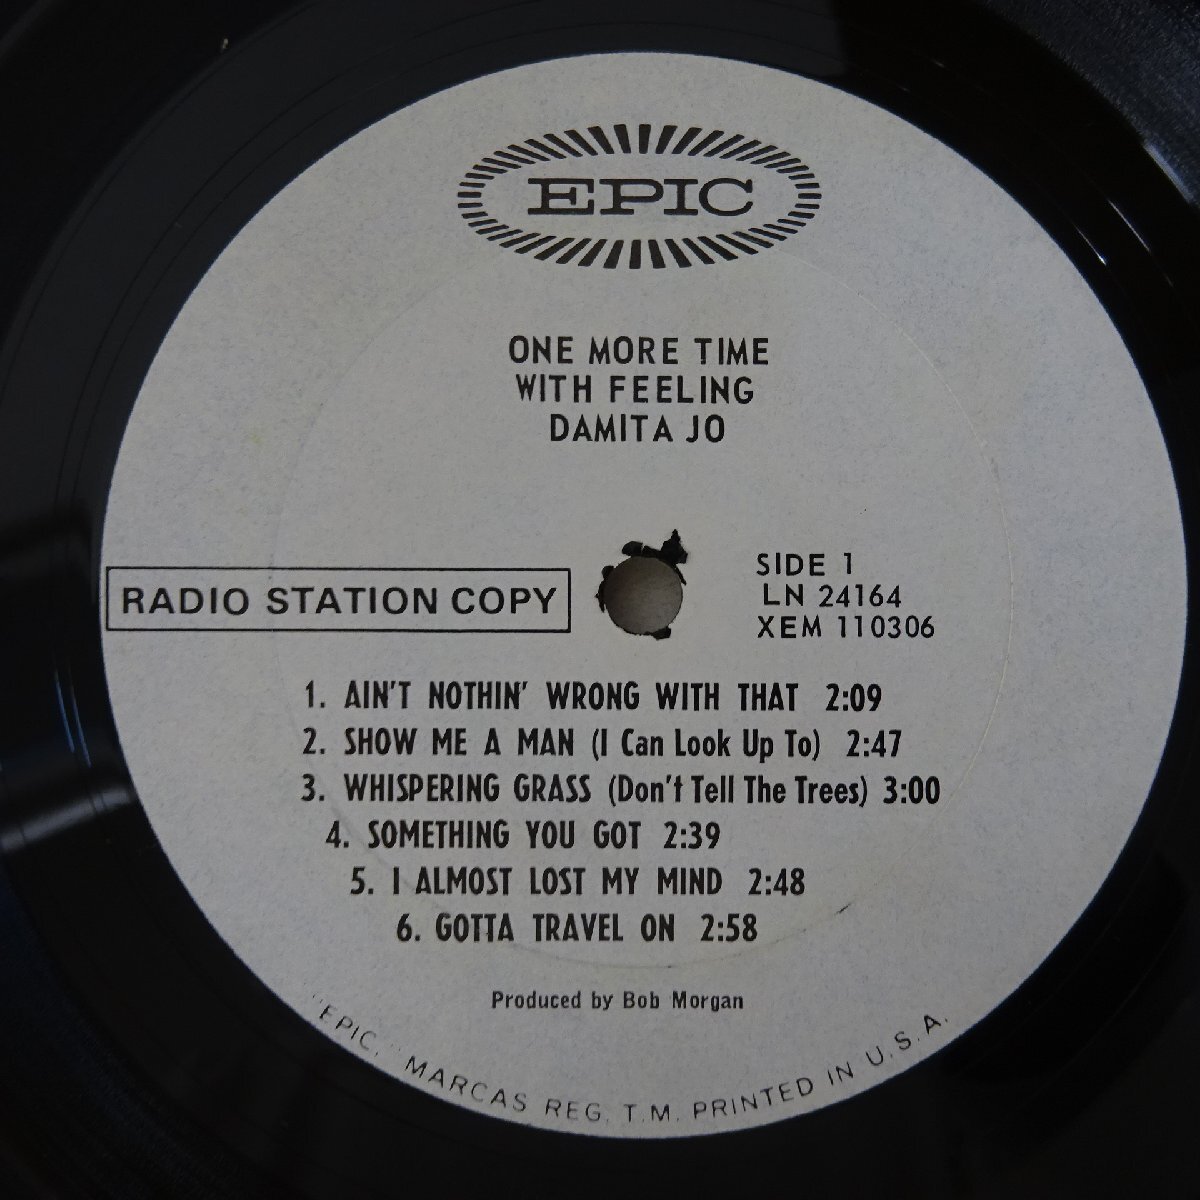 EPIC
ONE MORE TIME
WITH FEELING
DAMITA JO
RADIO STATION COPY
SIDE 1
LN 24164
XEM 110306
1. AIN'T NOTHIN' WRONG WITH THAT 2:09
2. SHOW ME A MAN (I Can Look Up To) 2:47
3. WHISPERING GRASS (Don't Tell The Trees) 3:00
4. SOMETHING YOU GOT 2:39
5. I ALMOST LOST MY MIND 2:48
6. GOTTA TRAVEL ON 2:58
Produced by Bob Morgan
"EPIC," MARCAS REG. T.M. PRINTED IN U.S.A.